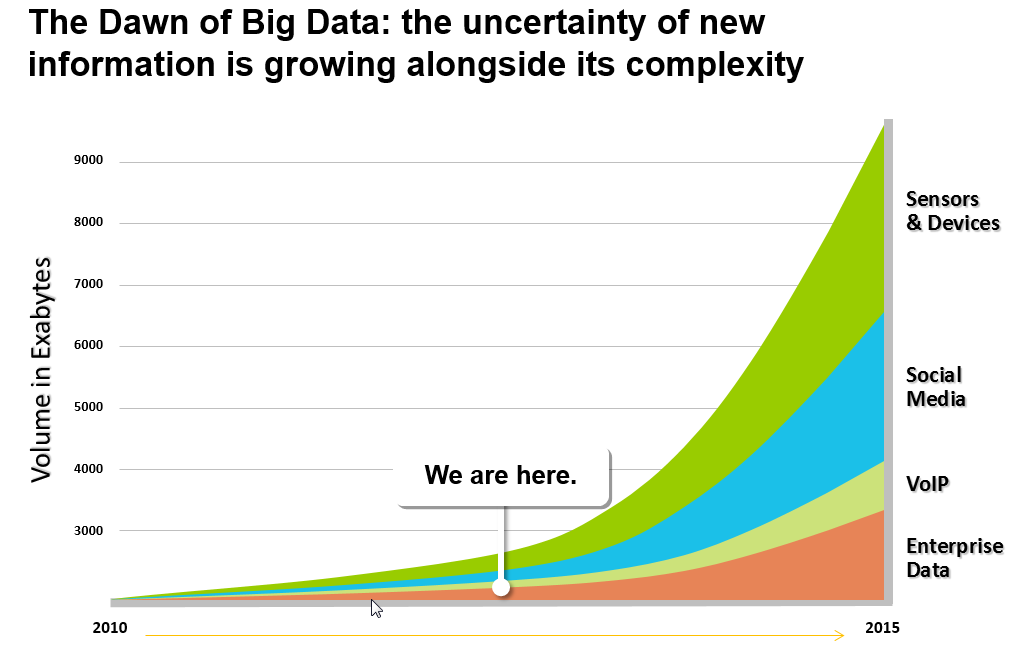 The Dawn of Big Data: the uncertainty of new
information is growing alongside its complexity
9000
8000
7000
6000
5000
4000
3000
Volume in Exabytes
Sensors
& Devices
Social
Media
VoIP
Enterprise
Data
We are here.
2010
2015